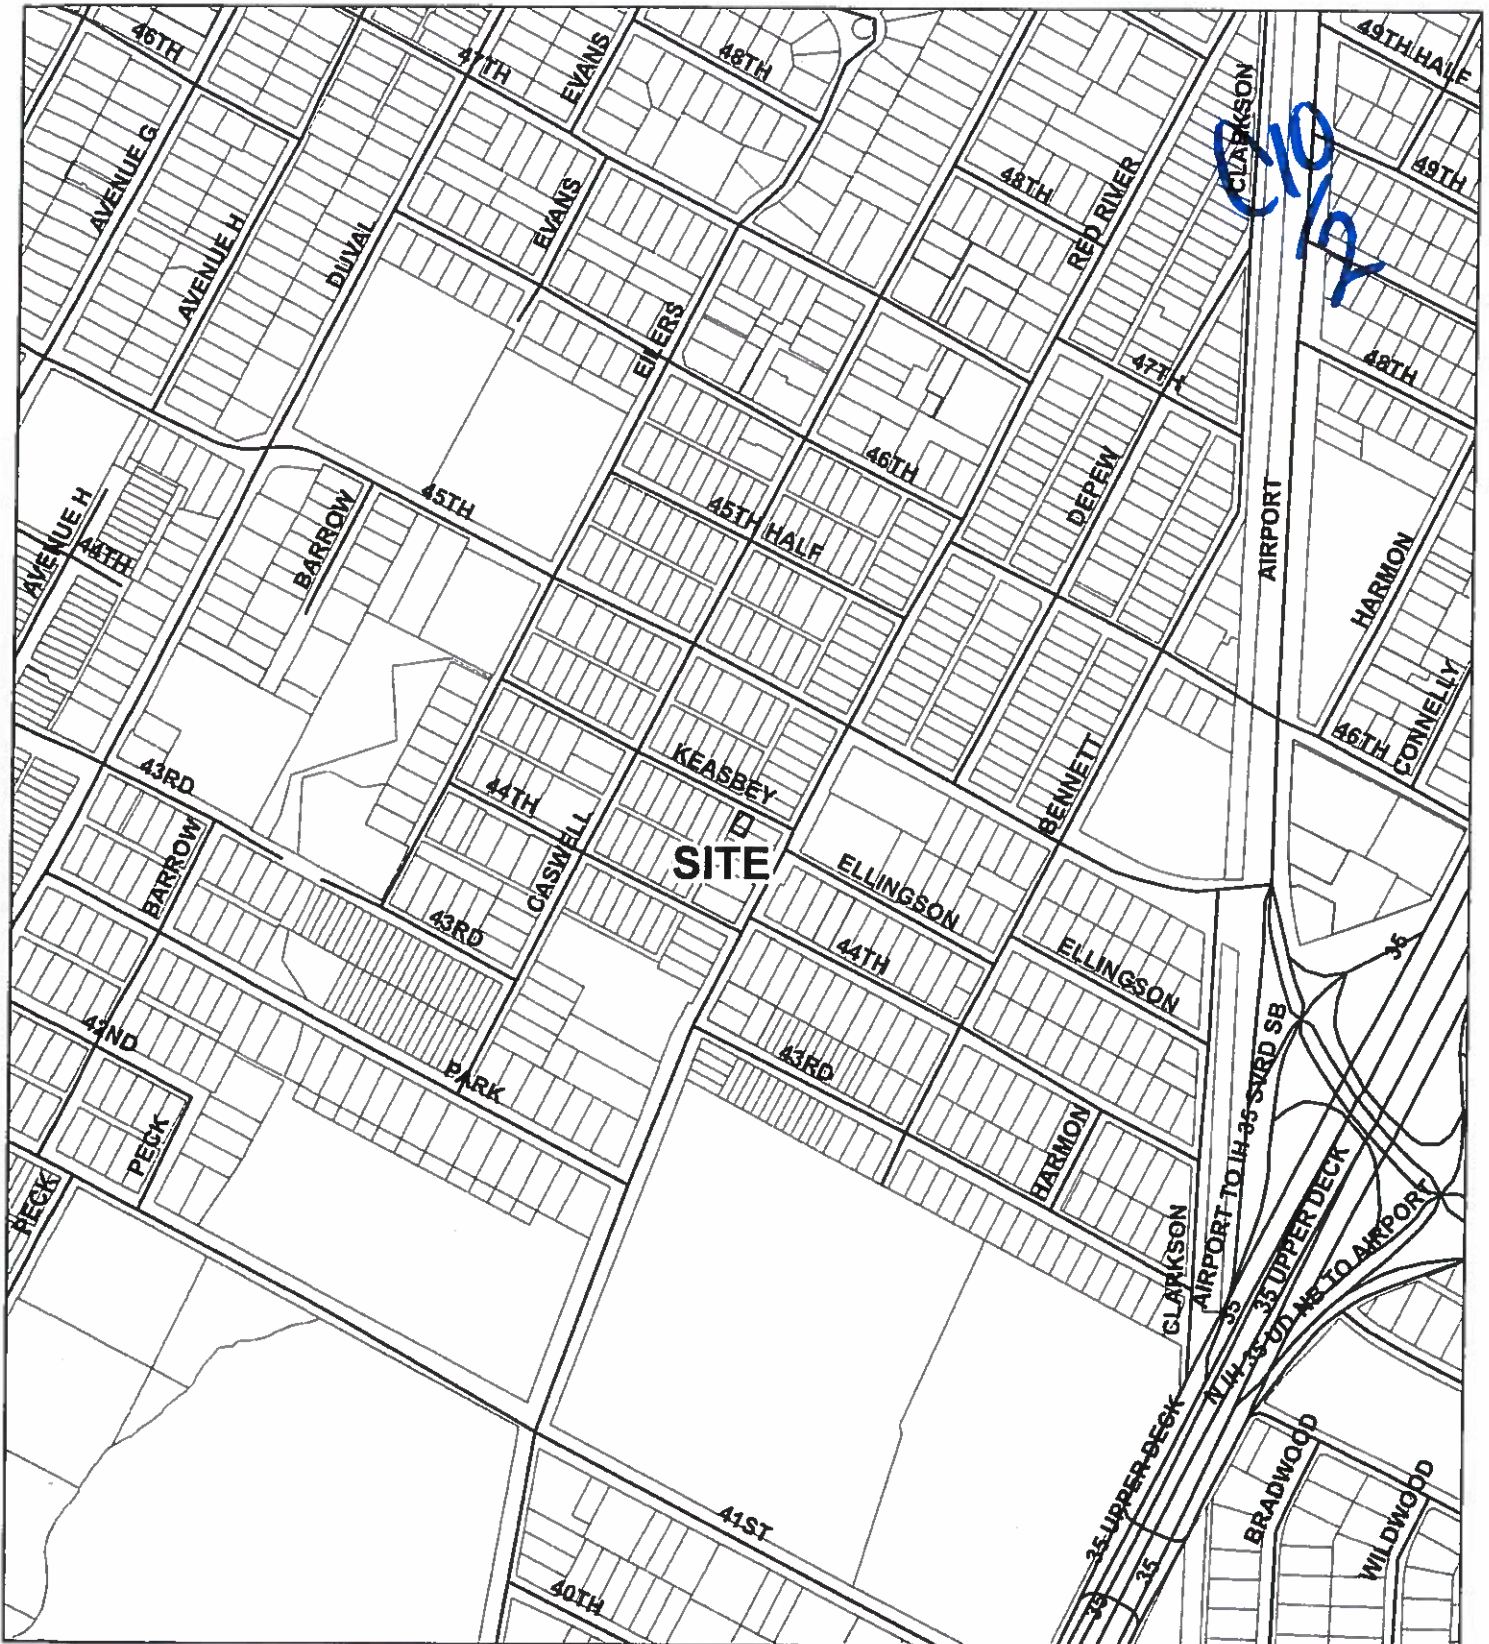 46TH
47TH
EVANS
48TH
49TH HALF
CLARKSON
C10
/2
49TH
AVENUE G
AVENUE H
DUVAL
EVANS
48TH
RED RIVER
EILERS
47TH
48TH
46TH
DEPEW
AIRPORT
45TH
45TH HALF
BARROW
AVENUE H
44TH
HARMON
CONNELLY
46TH
KEASBEY
BENNETT
43RD
44TH
CASWELL
SITE
ELLINGSON
BARROW
43RD
44TH
ELLINGSON
35
42ND
PARK
43RD
PECK
HARMON
AIRPORT TO IH 35 SVRD SB
PECK
CLARKSON
35 UPPER DECK
35
N IH 35 UD NB TO AIRPORT
35 UPPER DECK
BRADWOOD
WILDWOOD
41ST
35
40TH
35